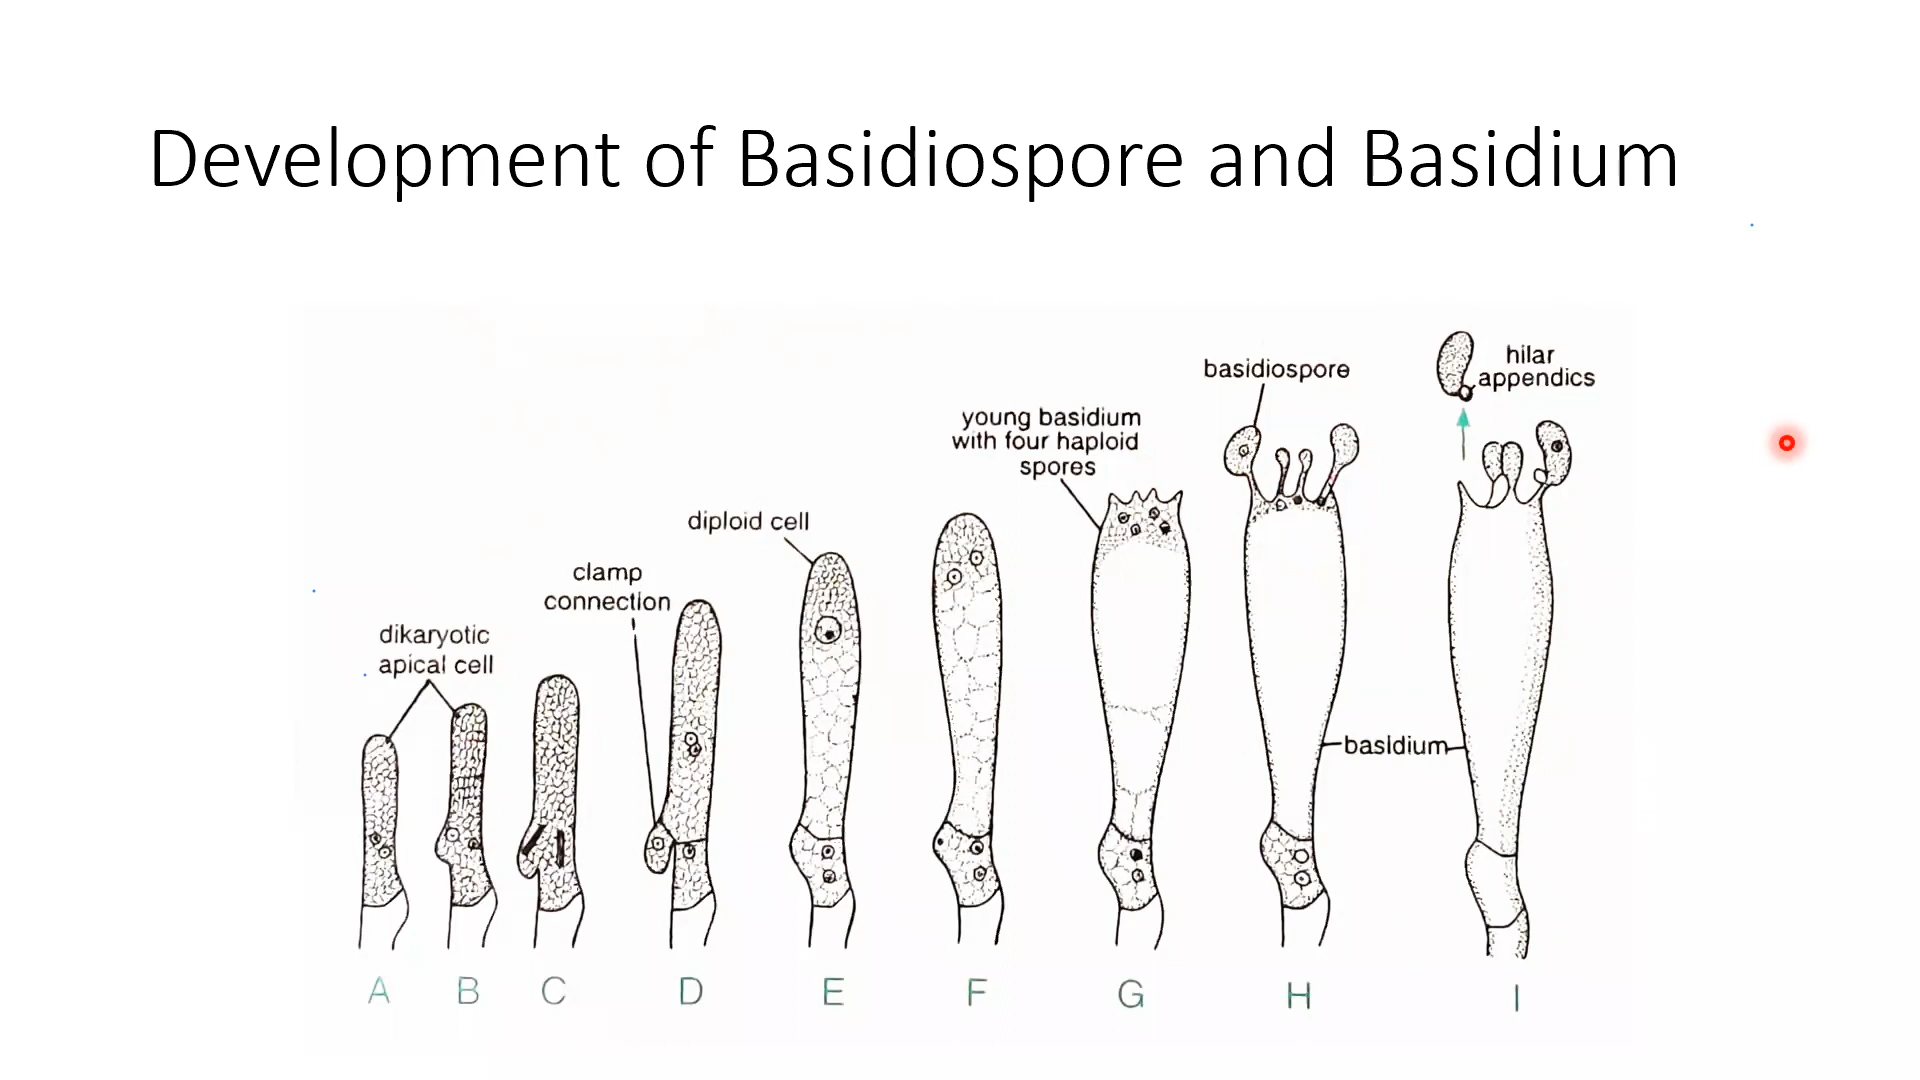 Development of Basidiospore and Basidium
hilar
appendics
basidiospore
young basidium
with four haploid
spores
diploid cell
clamp
connection
dikaryotic
apical cell
basidium
A B C D E F G H I